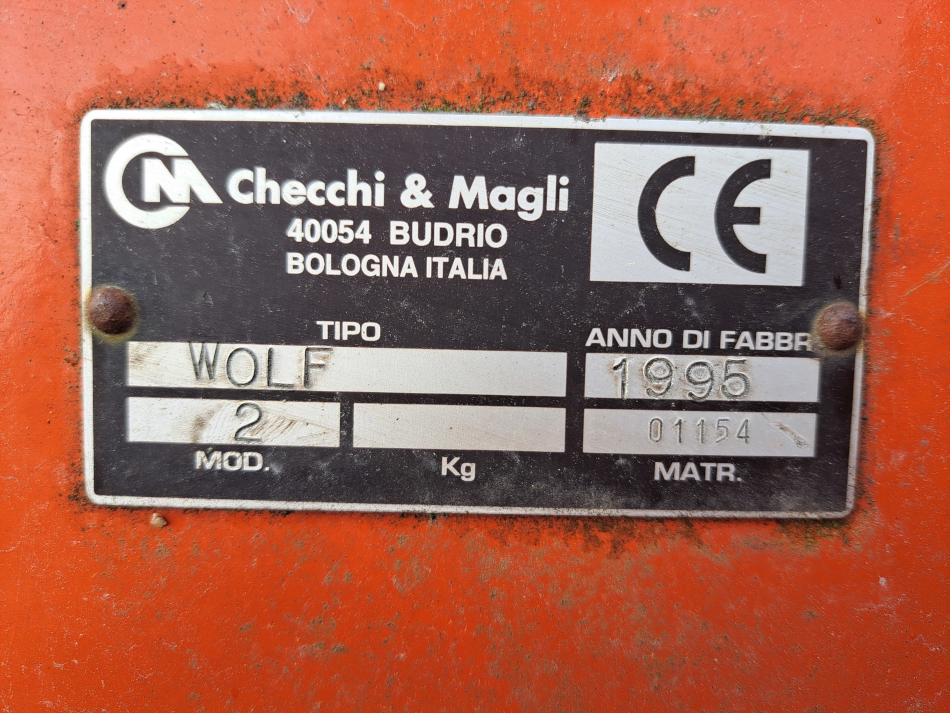 CM Checchi & Magli
40054 BUDRIO
BOLOGNA ITALIA
CE
TIPO
WOLF
ANNO DI FABBR
1995
2
01154
MOD.
Kg
MATR.